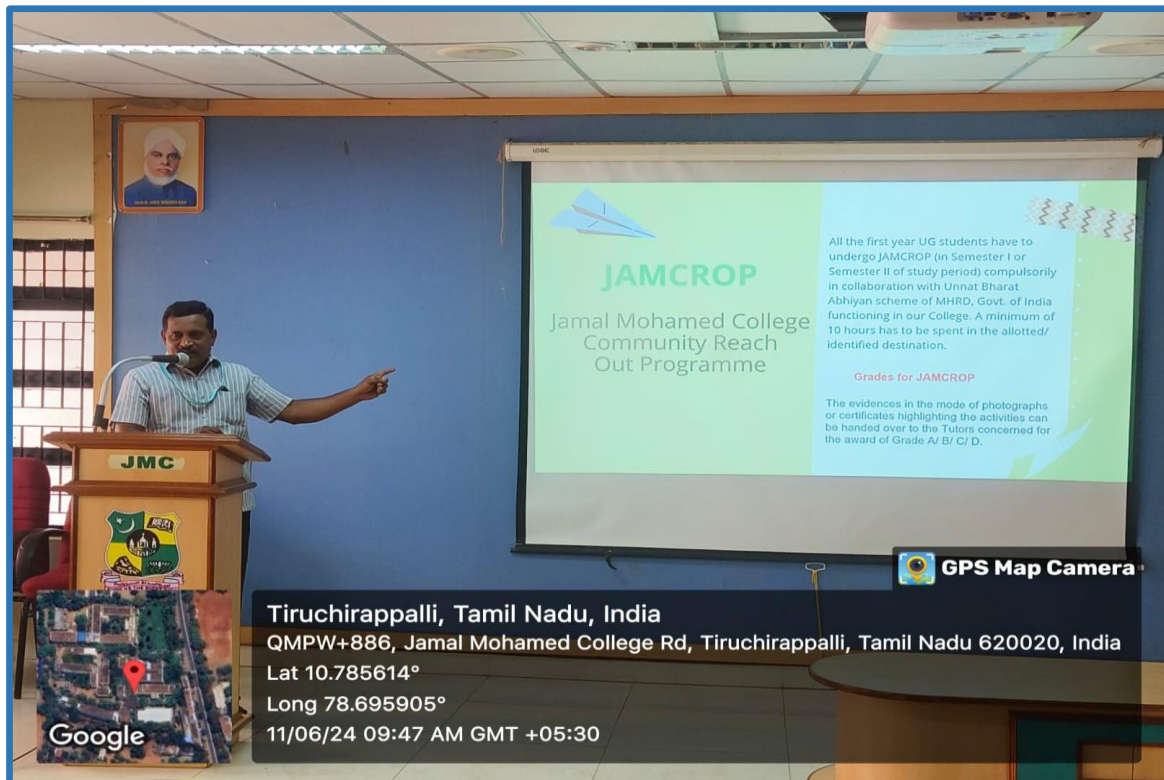 LOGIC
JAMCROP
Jamal Mohamed College
Community Reach
Out Programme
All the first year UG students have to
undergo JAMCROP (in Semester I or
Semester II of study period) compulsorily
in collaboration with Unnat Bharat
Abhiyan scheme of MHRD, Govt. of India
functioning in our College. A minimum of
10 hours has to be spent in the allotted/
identified destination.
Grades for JAMCROP
The evidences in the mode of photographs
or certificates highlighting the activities can
be handed over to the Tutors concerned for
the award of Grade A/ B/ C/ D.
JMC
GPS Map Camera
Google
Tiruchirappalli, Tamil Nadu, India
QMPW+886, Jamal Mohamed College Rd, Tiruchirappalli, Tamil Nadu 620020, India
Lat 10.785614°
Long 78.695905°
11/06/24 09:47 AM GMT +05:30